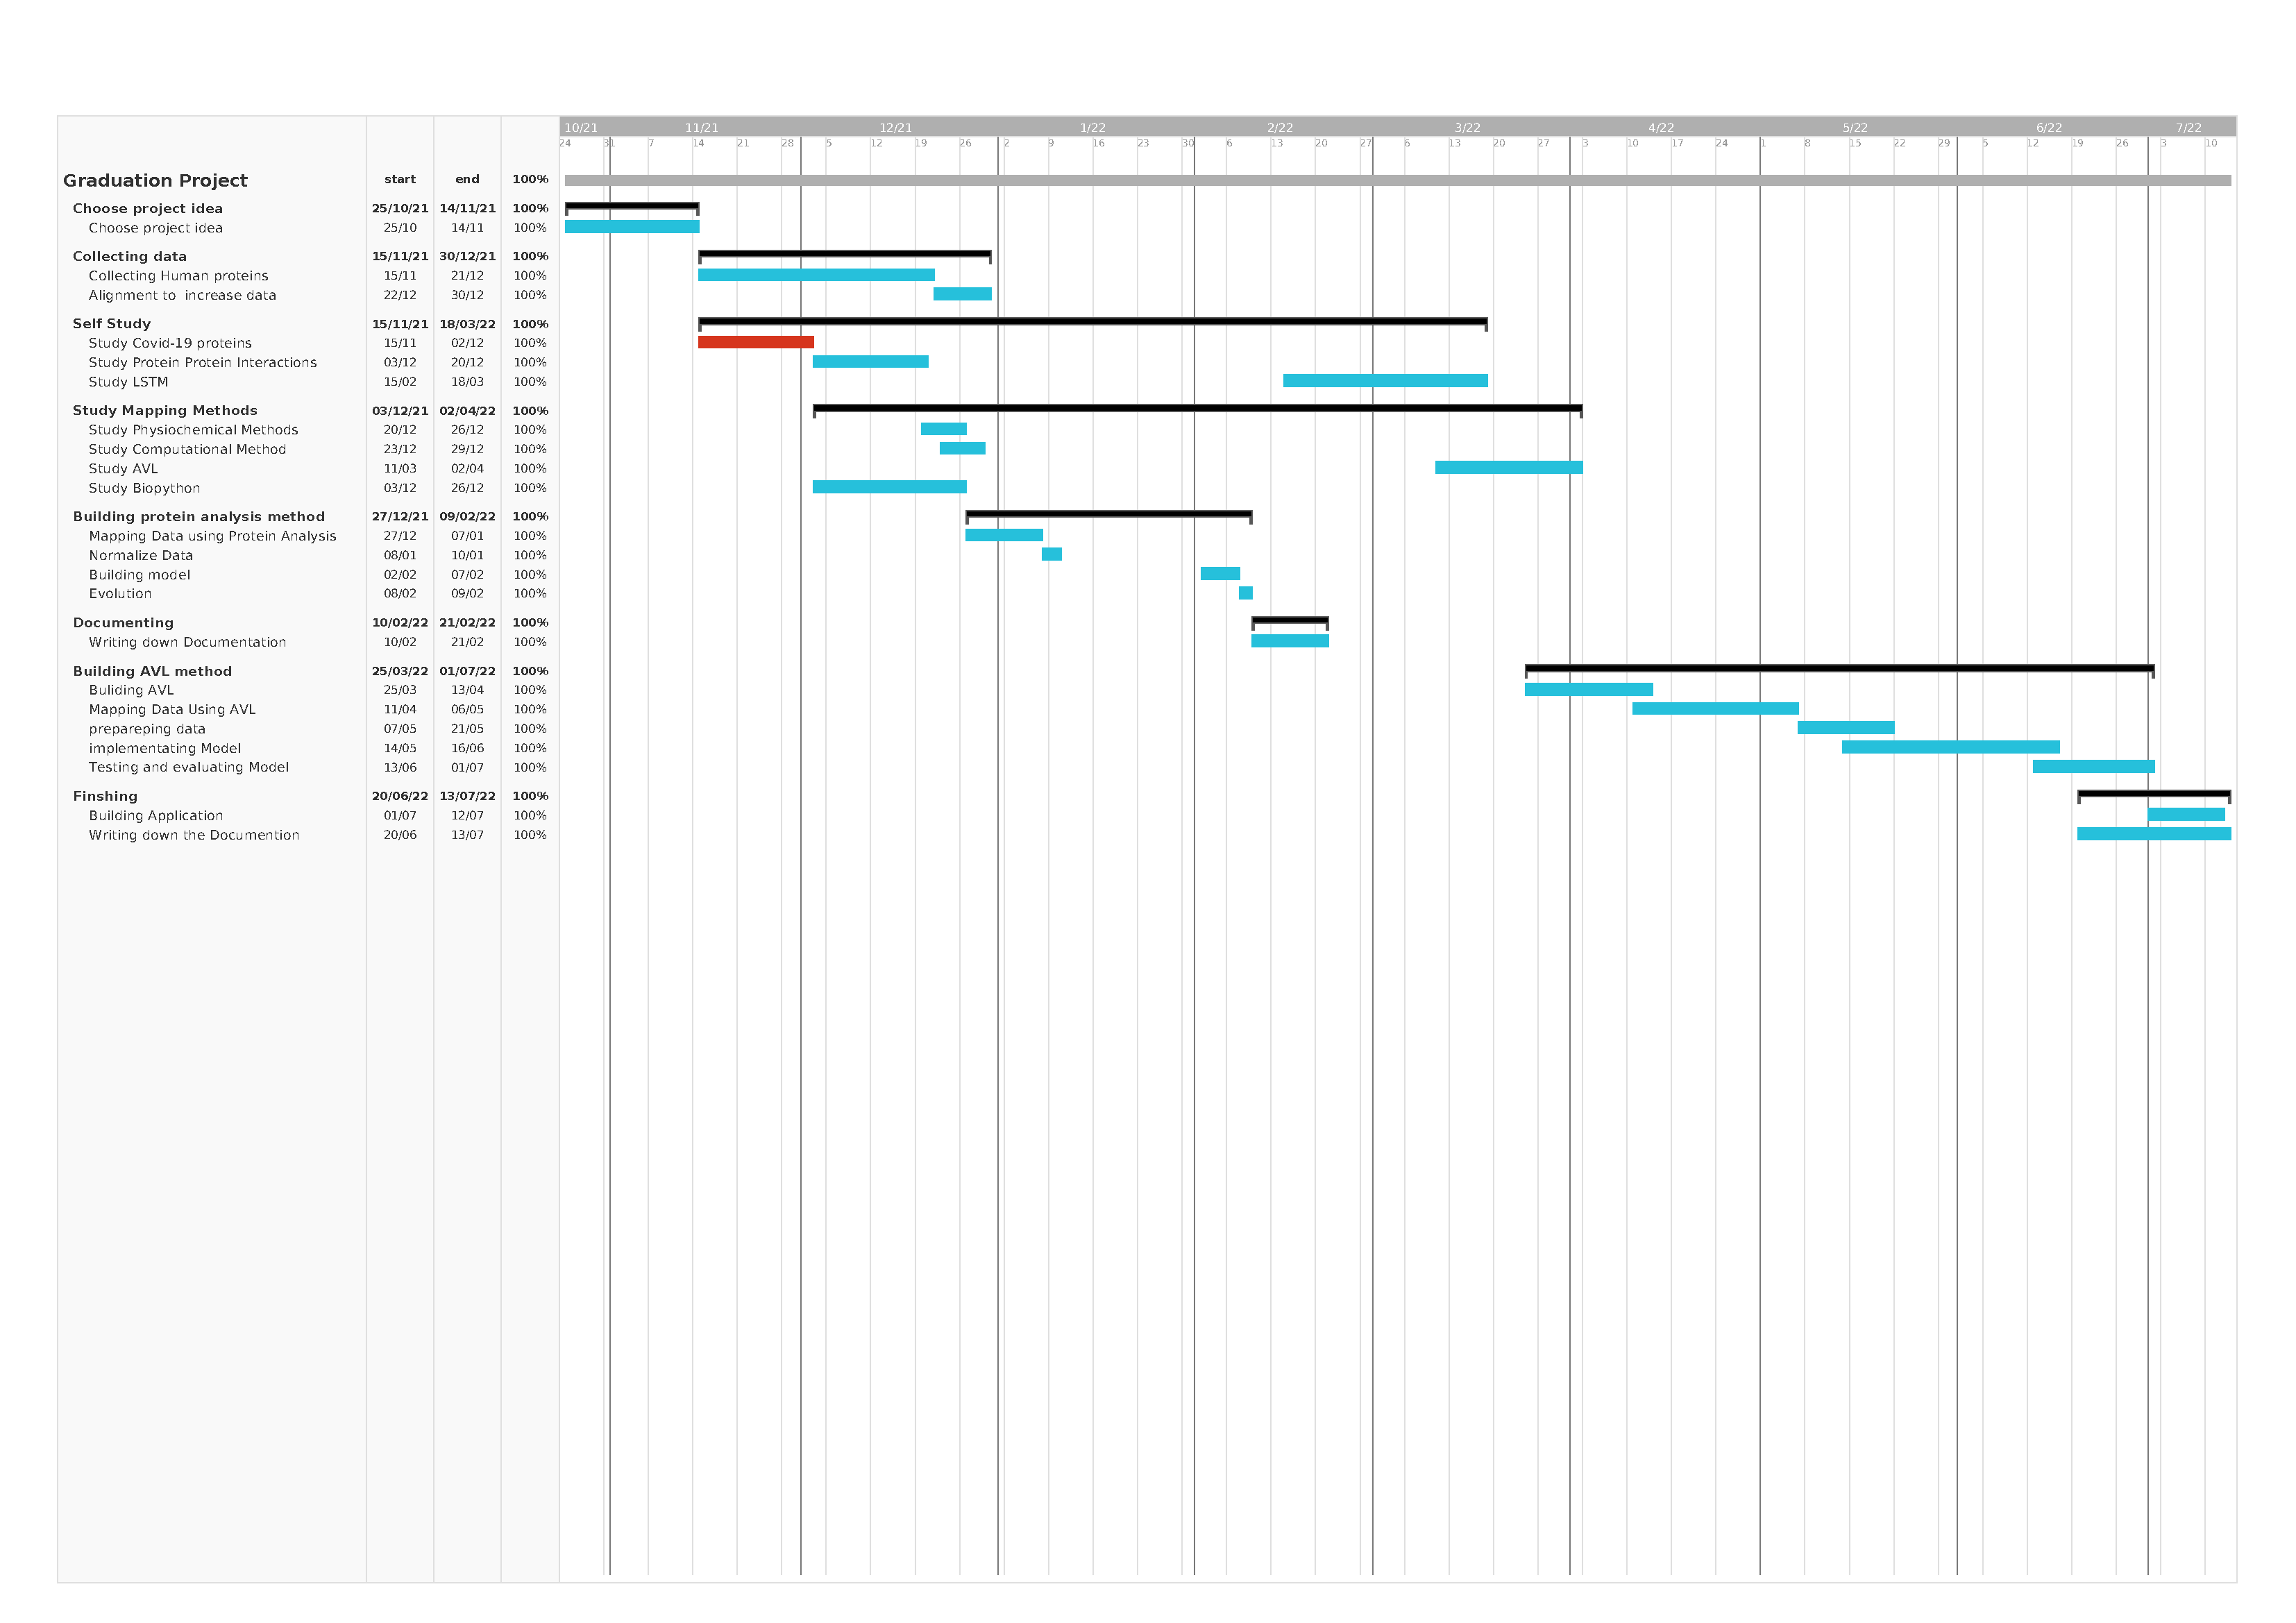 10/21 11/21 12/21 1/22 2/22 3/22 4/22 5/22 6/22 7/22
24 31 7 14 21 28 5 12 19 26 2 9 16 23 30 6 13 20 27 6 13 20 27 3 10 17 24 1 8 15 22 29 5 12 19 26 3 10
Graduation Project start end 100%
Choose project idea 25/10/21 14/11/21 100%
Choose project idea 25/10 14/11 100%
Collecting data 15/11/21 30/12/21 100%
Collecting Human proteins 15/11 21/12 100%
Alignment to increase data 22/12 30/12 100%
Self Study 15/11/21 18/03/22 100%
Study Covid-19 proteins 15/11 02/12 100%
Study Protein Protein Interactions 03/12 20/12 100%
Study LSTM 15/02 18/03 100%
Study Mapping Methods 03/12/21 02/04/22 100%
Study Physiochemical Methods 20/12 26/12 100%
Study Computational Method 23/12 29/12 100%
Study AVL 11/03 02/04 100%
Study Biopython 03/12 26/12 100%
Building protein analysis method 27/12/21 09/02/22 100%
Mapping Data using Protein Analysis 27/12 07/01 100%
Normalize Data 08/01 10/01 100%
Building model 02/02 07/02 100%
Evolution 08/02 09/02 100%
Documenting 10/02/22 21/02/22 100%
Writing down Documentation 10/02 21/02 100%
Building AVL method 25/03/22 01/07/22 100%
Buliding AVL 25/03 13/04 100%
Mapping Data Using AVL 11/04 06/05 100%
prepareping data 07/05 21/05 100%
implementating Model 14/05 16/06 100%
Testing and evaluating Model 13/06 01/07 100%
Finshing 20/06/22 13/07/22 100%
Building Application 01/07 12/07 100%
Writing down the Documention 20/06 13/07 100%